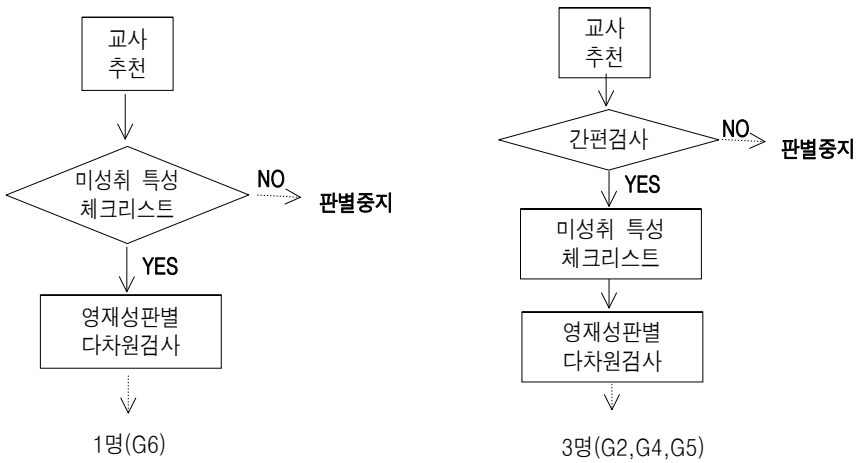 교사
추천
미성취 특성
체크리스트
NO
판별중지
YES
영재성판별
다차원검사
1명(G6)
교사
추천
간편검사
NO
판별중지
YES
미성취 특성
체크리스트
영재성판별
다차원검사
3명(G2,G4,G5)